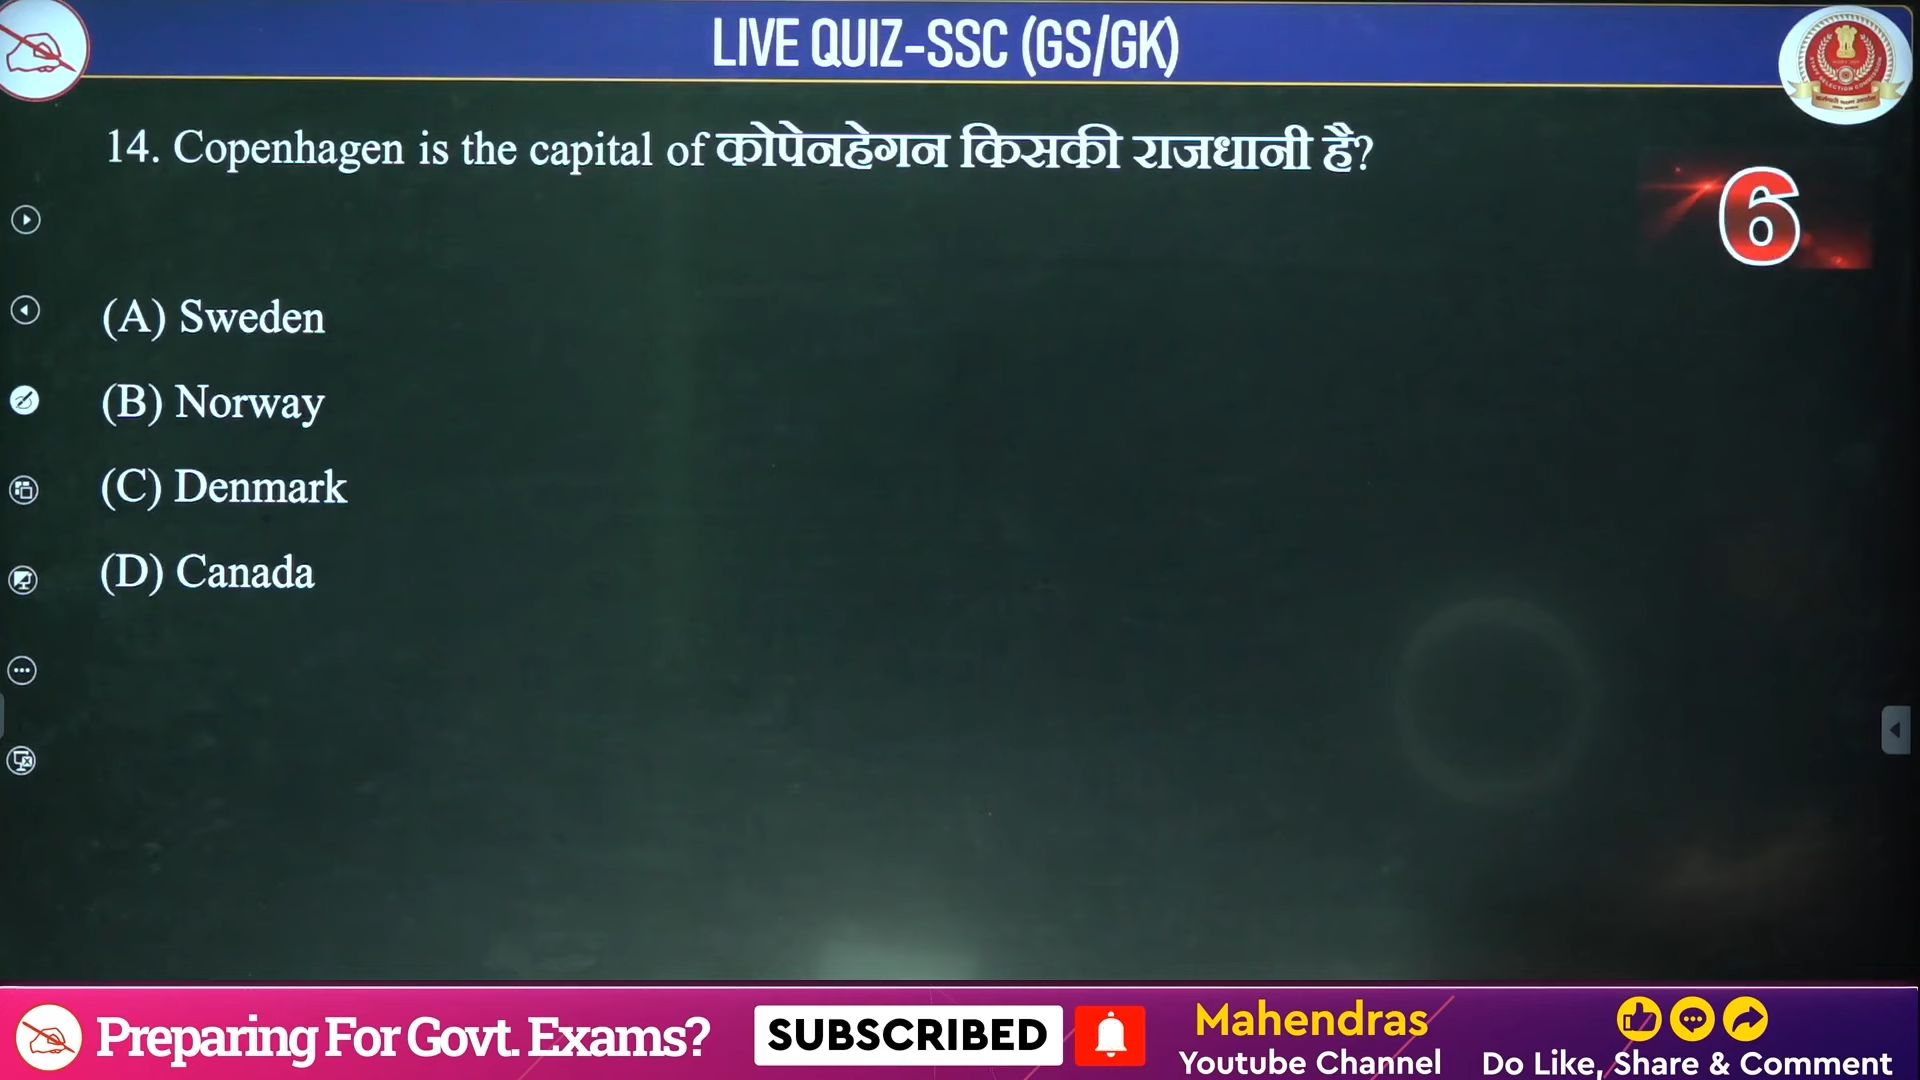 LIVE QUIZ-SSC (GS/GK)
14. Copenhagen is the capital of कोपेनहेगन किसकी राजधानी है?
6
(A) Sweden
(B) Norway
(C) Denmark
(D) Canada
Preparing For Govt. Exams?
SUBSCRIBED
Mahendras
Youtube Channel
Do Like, Share & Comment